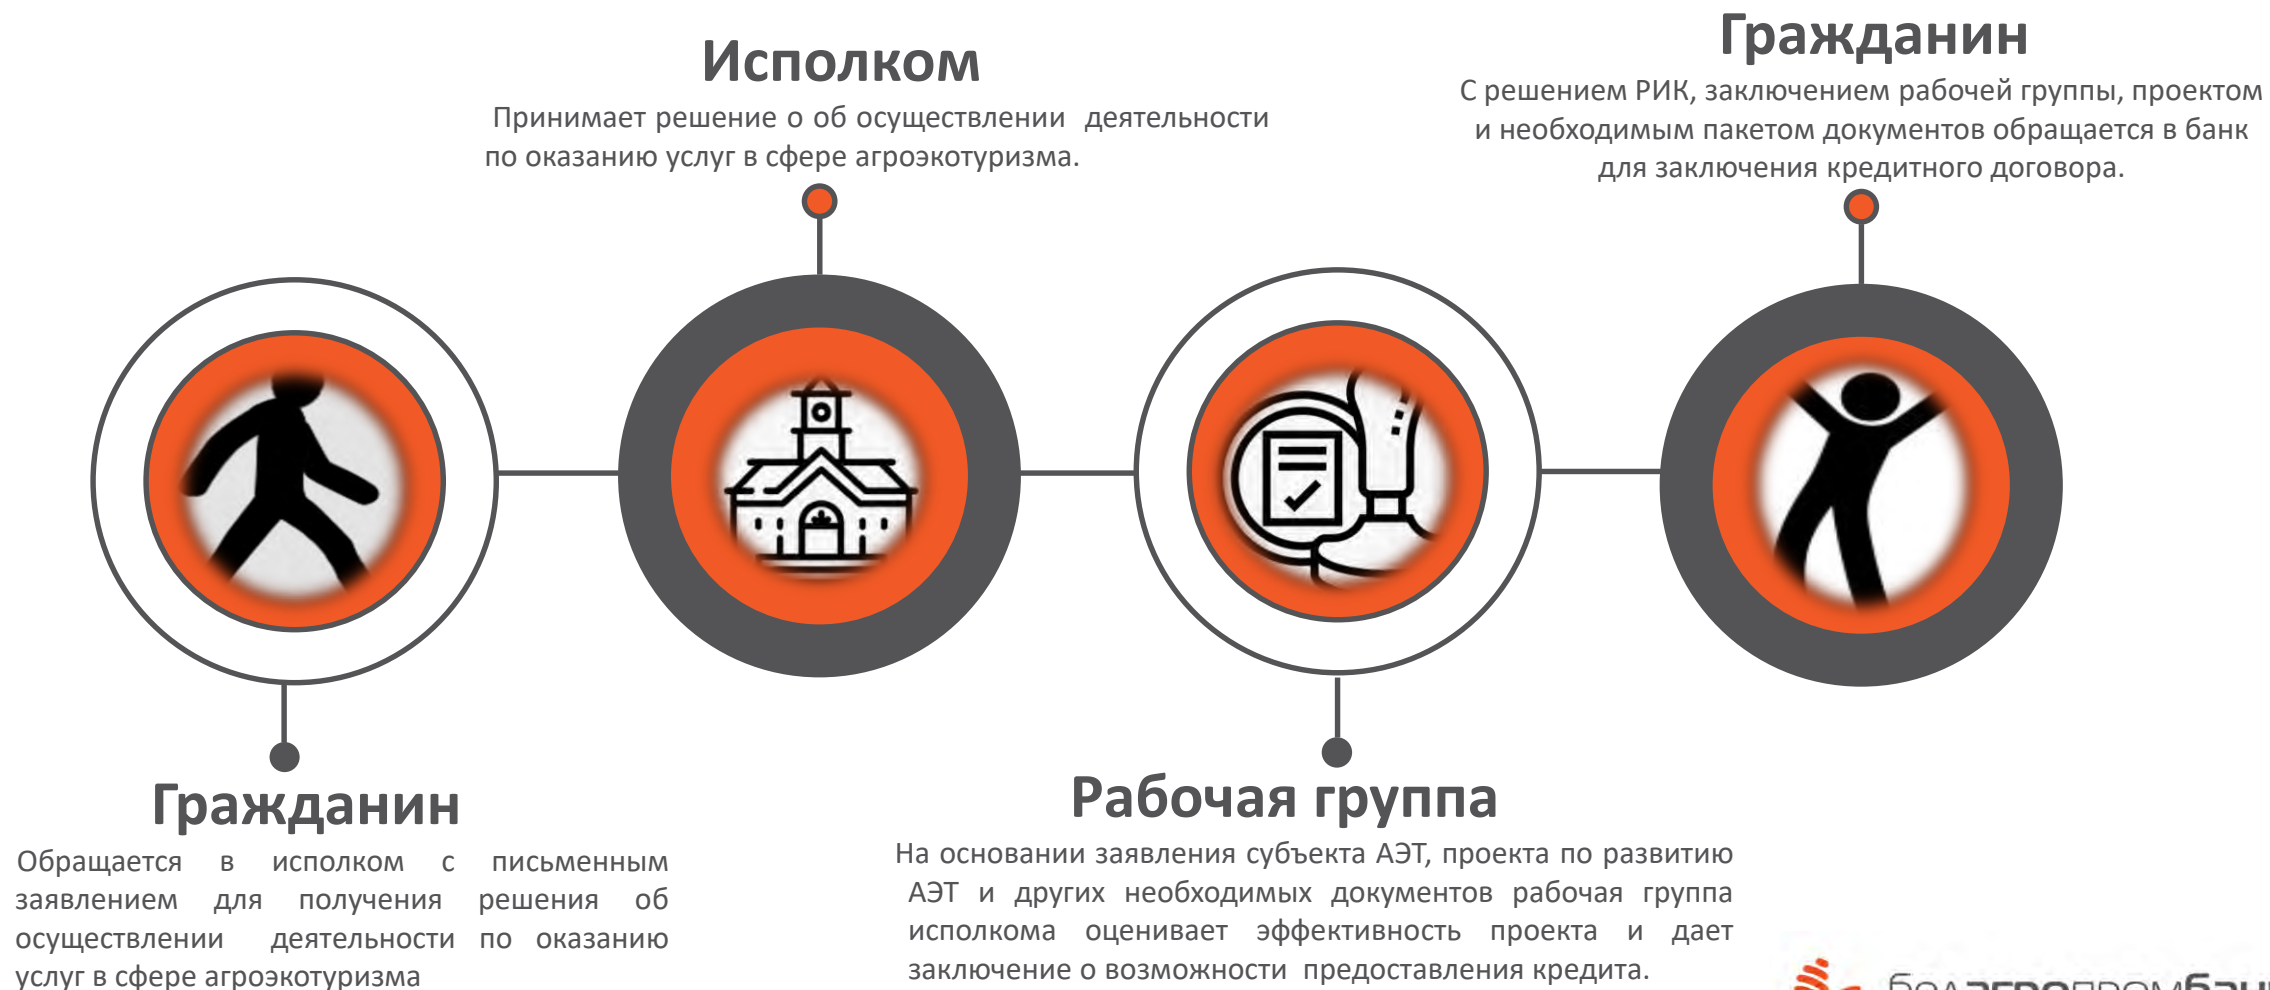 Гражданин
Обращается в исполком с письменным
заявлением для получения решения об
осуществлении деятельности по оказанию
услуг в сфере агроэкотуризма
Исполком
Принимает решение о об осуществлении деятельности
по оказанию услуг в сфере агроэкотуризма.
Рабочая группа
На основании заявления субъекта АЭТ, проекта по развитию
АЭТ и других необходимых документов рабочая группа
исполкома оценивает эффективность проекта и дает
заключение о возможности предоставления кредита.
Гражданин
С решением РИК, заключением рабочей группы, проектом
и необходимым пакетом документов обращается в банк
для заключения кредитного договора.